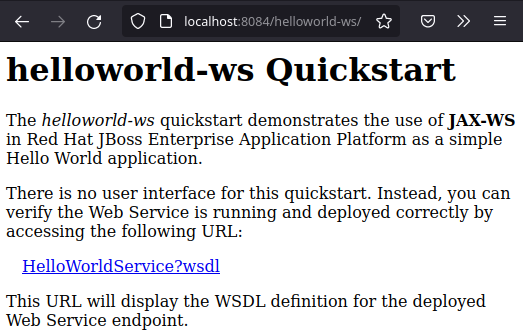 localhost:8084/helloworld-ws/
helloworld-ws Quickstart
The helloworld-ws quickstart demonstrates the use of JAX-WS
in Red Hat JBoss Enterprise Application Platform as a simple
Hello World application.
There is no user interface for this quickstart. Instead, you can
verify the Web Service is running and deployed correctly by
accessing the following URL:
HelloWorldService?wsdl
This URL will display the WSDL definition for the deployed
Web Service endpoint.